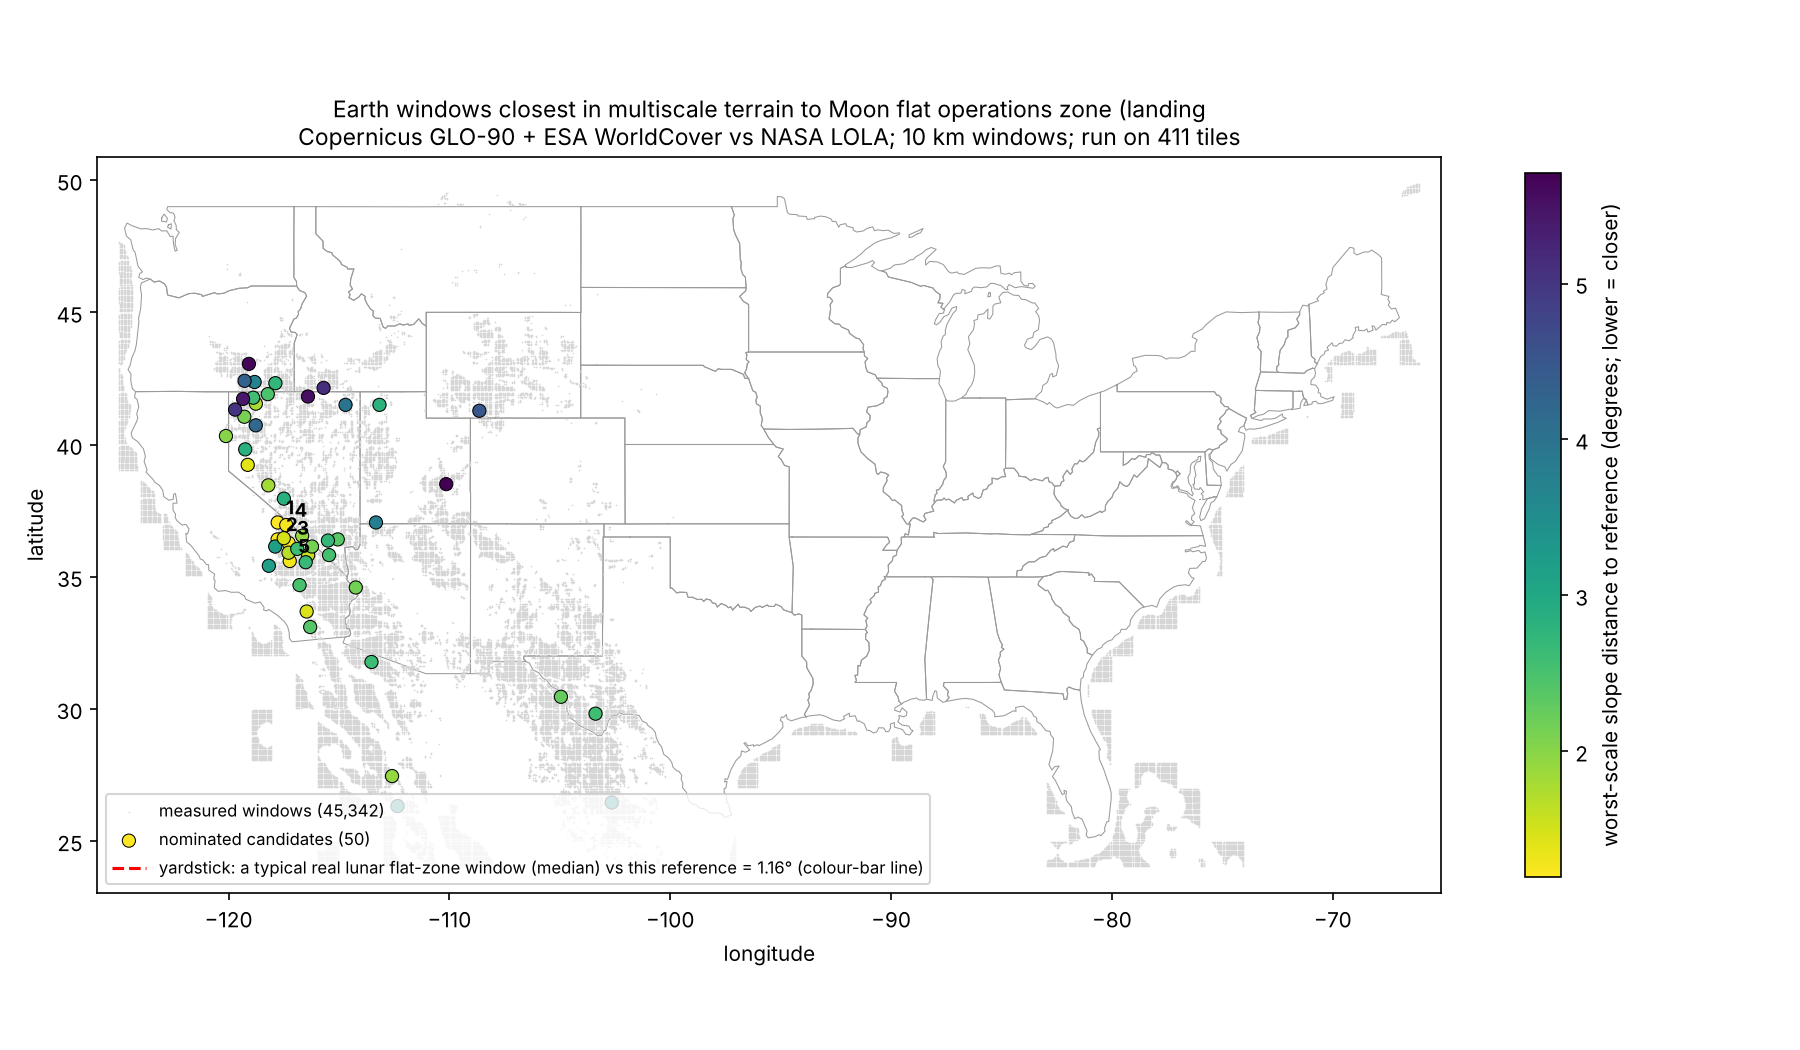 Earth windows closest in multiscale terrain to Moon flat operations zone (landing
Copernicus GLO-90 + ESA WorldCover vs NASA LOLA; 10 km windows; run on 411 tiles
50
45
40
35
30
25
latitude
14
23
5
measured windows (45,342)
nominated candidates (50)
yardstick: a typical real lunar flat-zone window (median) vs this reference = 1.16° (colour-bar line)
−120
−110
−100
−90
−80
−70
longitude
5
4
3
2
worst-scale slope distance to reference (degrees; lower = closer)